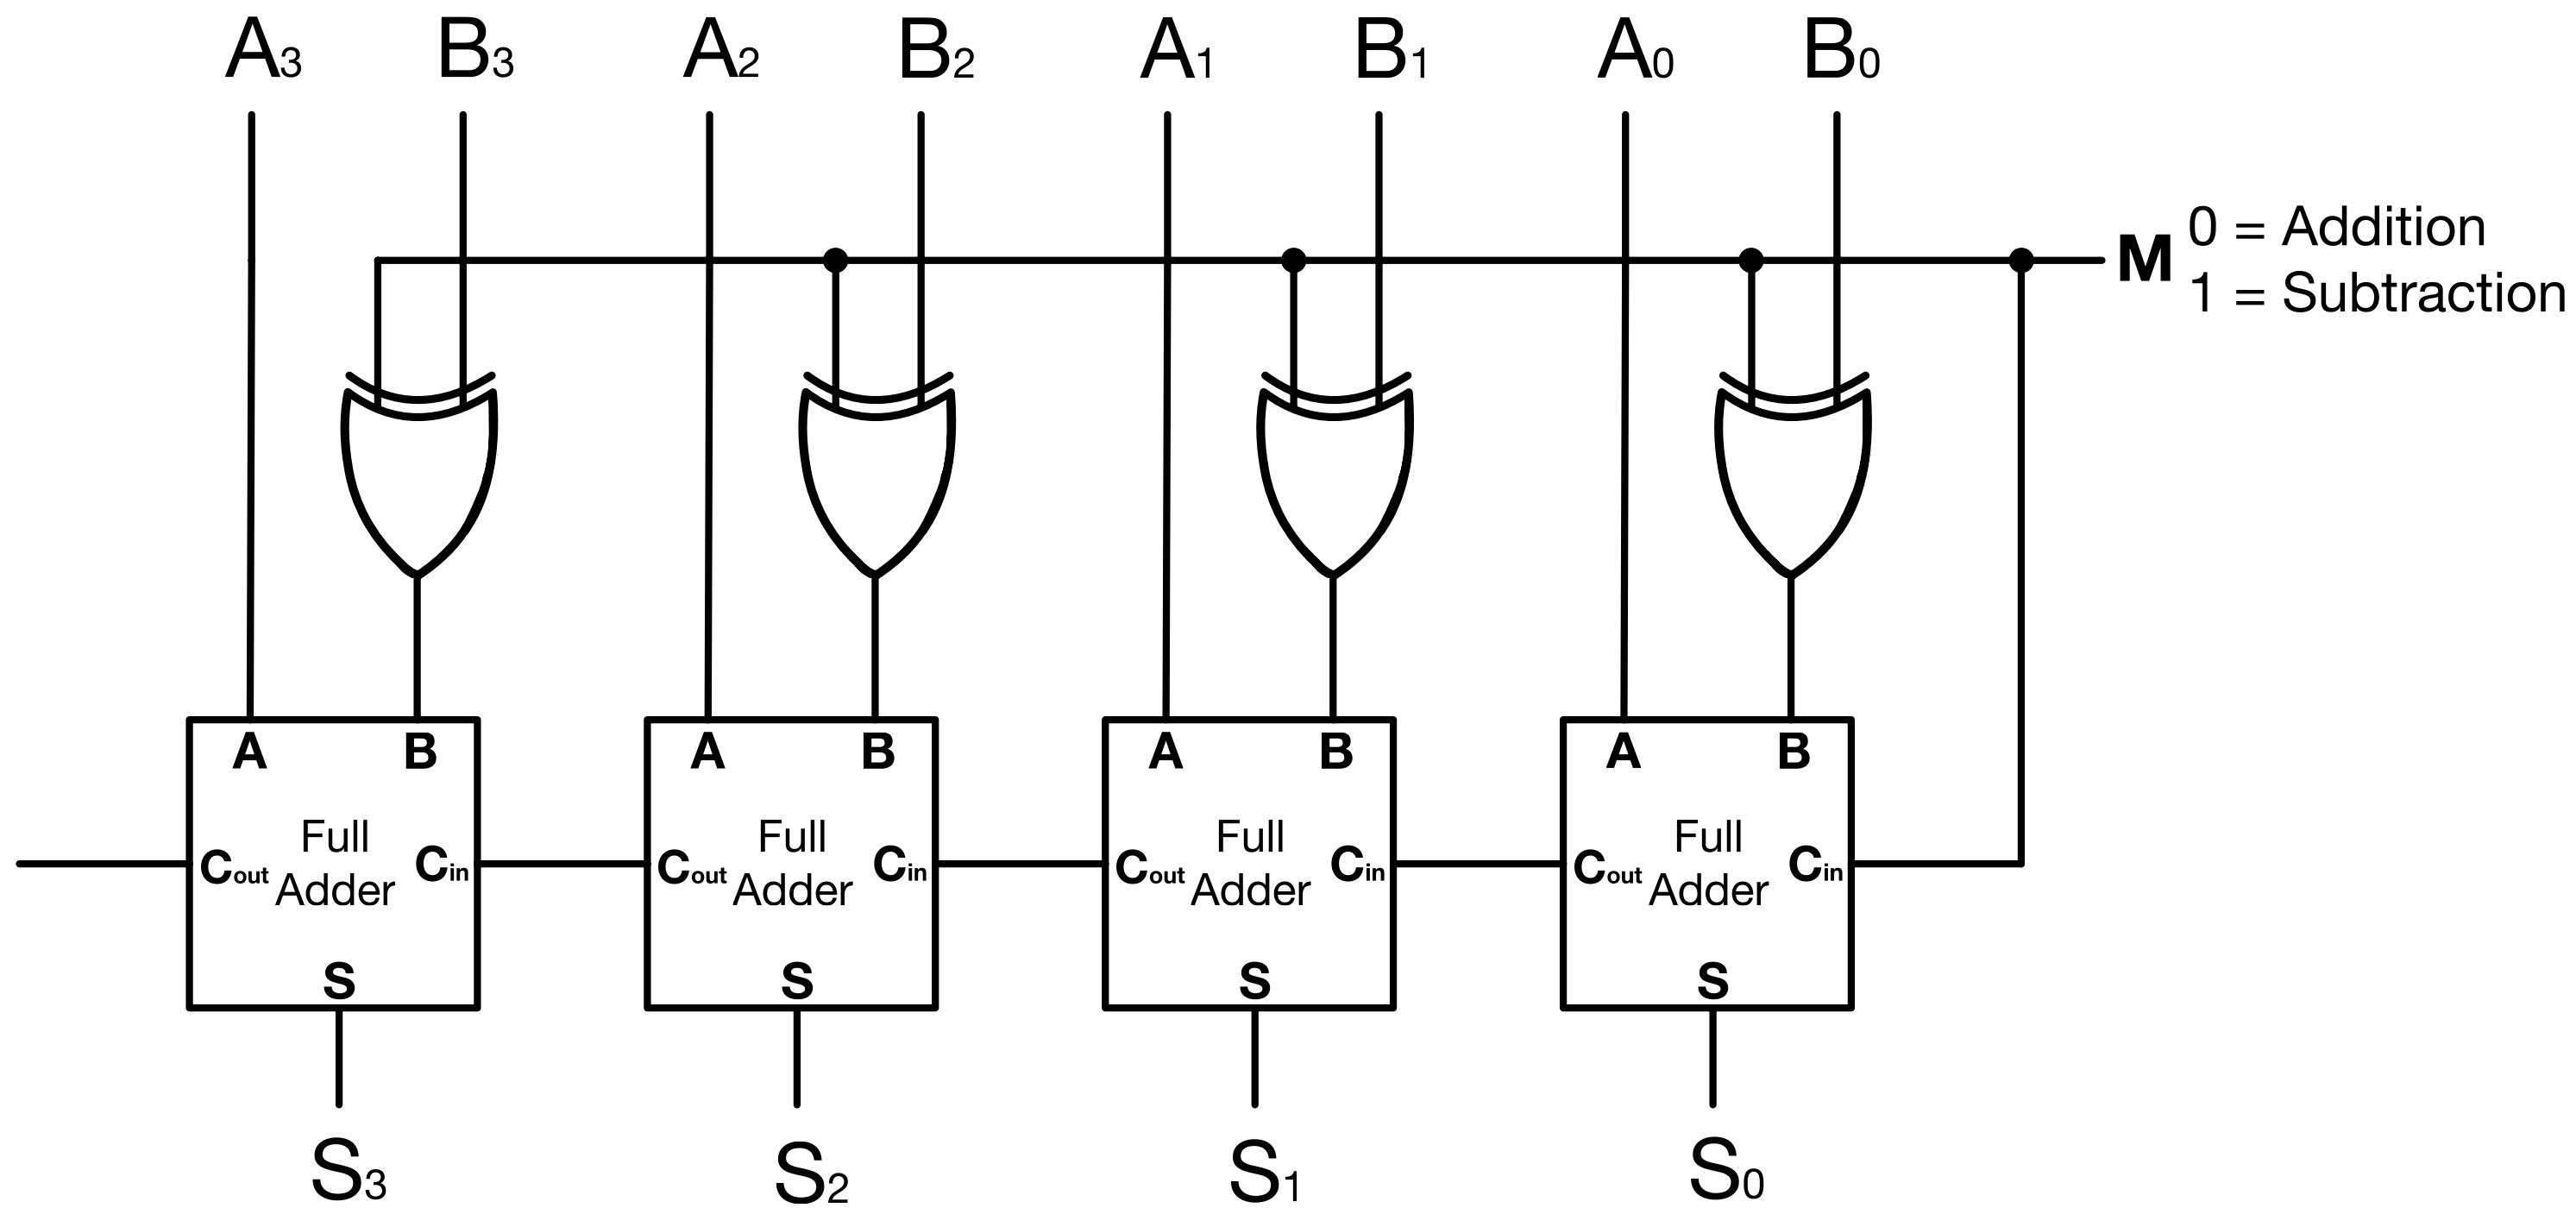 A3 B3 A2 B2 A1 B1 A0 B0
M 0 = Addition
1 = Subtraction
A B A B A B A B
Full Full Full Full
Cout Adder Cin Cout Adder Cin Cout Adder Cin Cout Adder Cin
S S S S
S3 S2 S1 S0